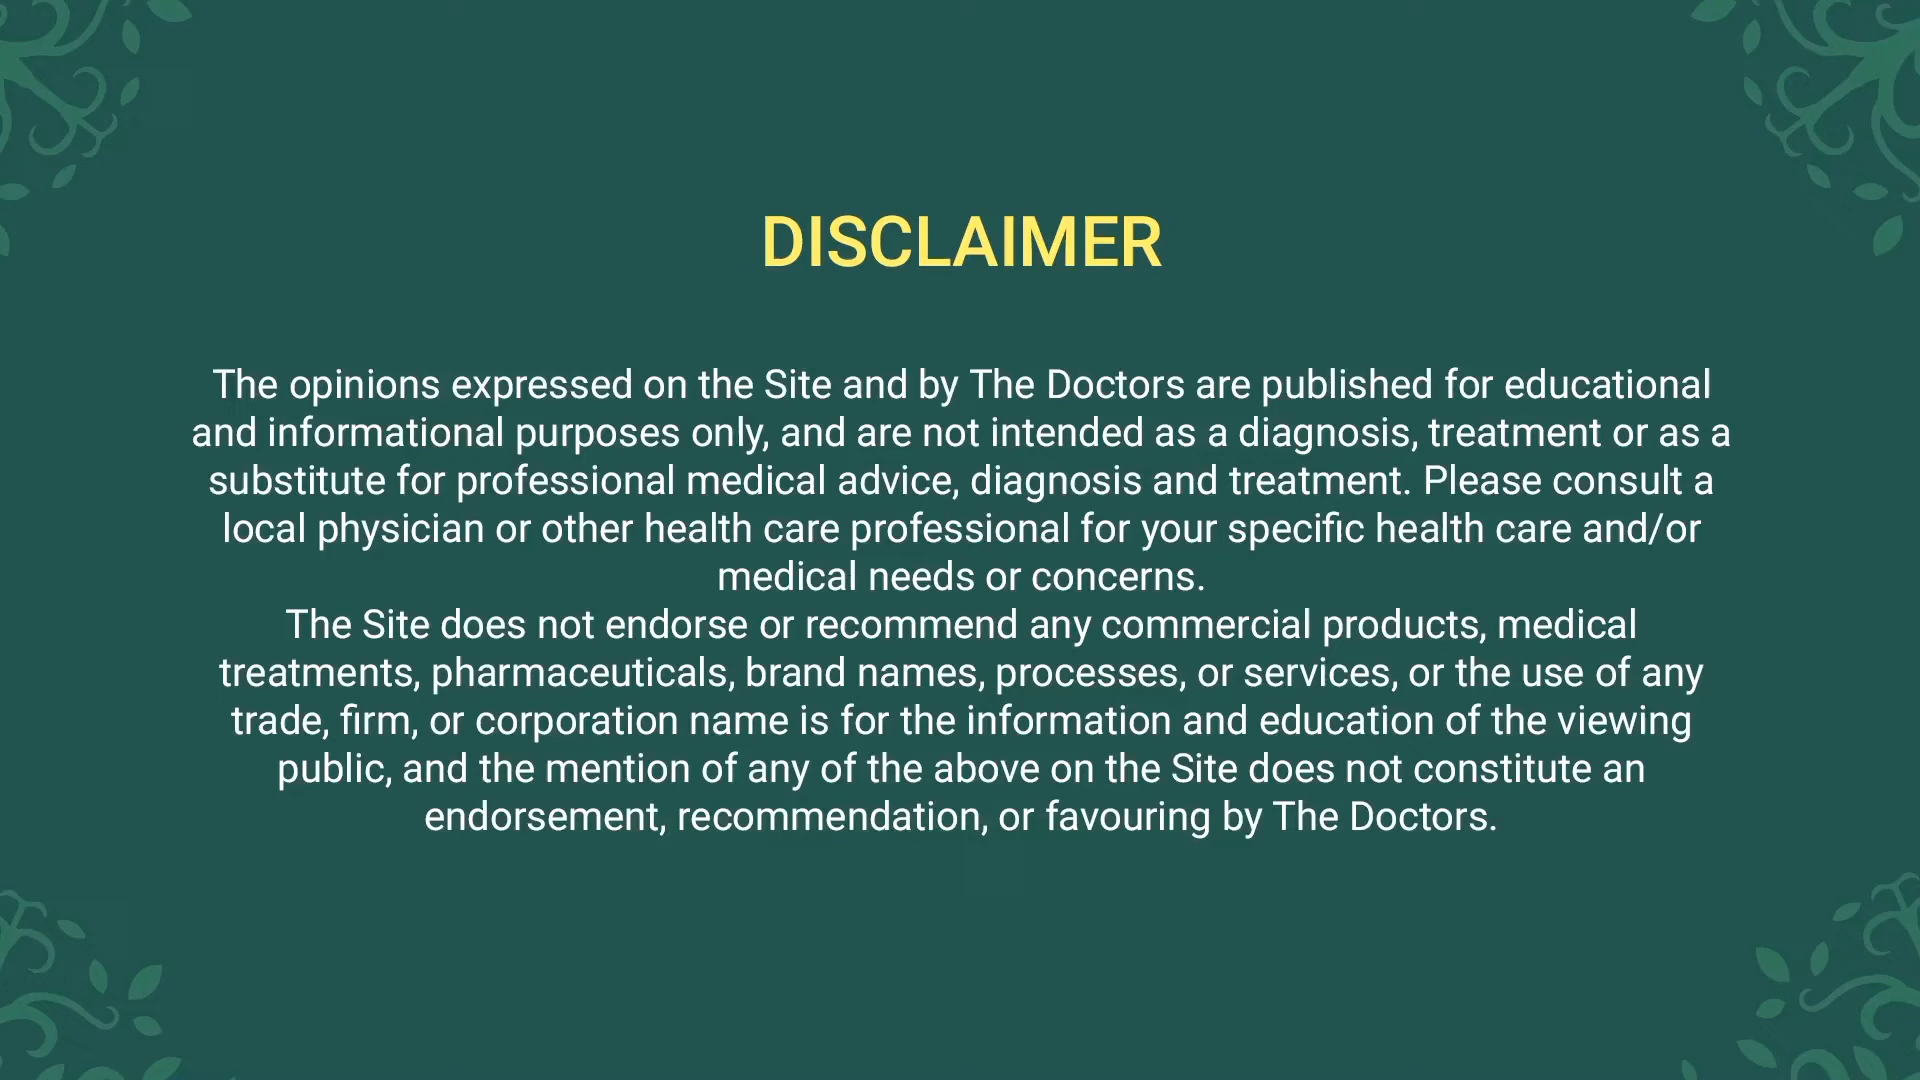 DISCLAIMER
The opinions expressed on the Site and by The Doctors are published for educational
and informational purposes only, and are not intended as a diagnosis, treatment or as a
substitute for professional medical advice, diagnosis and treatment. Please consult a
local physician or other health care professional for your specific health care and/or
medical needs or concerns.
The Site does not endorse or recommend any commercial products, medical
treatments, pharmaceuticals, brand names, processes, or services, or the use of any
trade, firm, or corporation name is for the information and education of the viewing
public, and the mention of any of the above on the Site does not constitute an
endorsement, recommendation, or favouring by The Doctors.